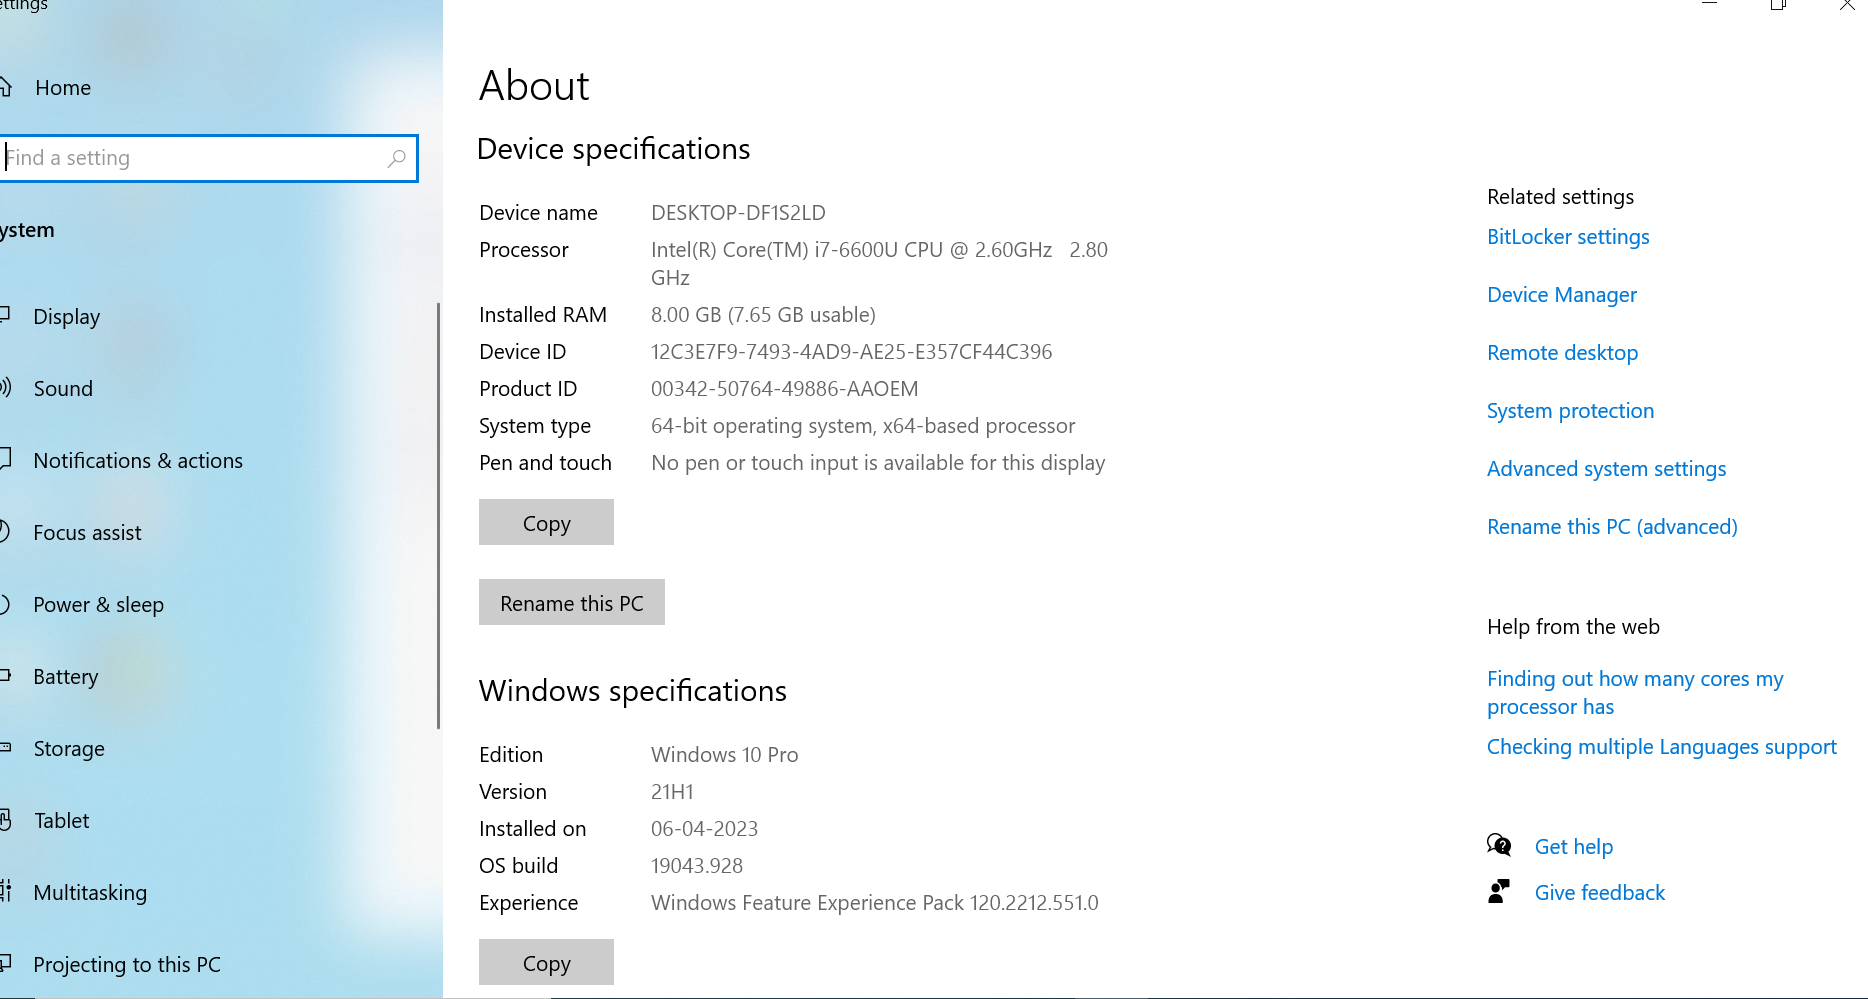 ettings
Home
Find a setting
ystem
Display
Sound
Notifications & actions
Focus assist
Power & sleep
Battery
Storage
Tablet
Multitasking
Projecting to this PC
About
Device specifications
Device name DESKTOP-DF1S2LD
Processor Intel(R) Core(TM) i7-6600U CPU @ 2.60GHz 2.80
GHz
Installed RAM 8.00 GB (7.65 GB usable)
Device ID 12C3E7F9-7493-4AD9-AE25-E357CF44C396
Product ID 00342-50764-49886-AAOEM
System type 64-bit operating system, x64-based processor
Pen and touch No pen or touch input is available for this display
Copy
Rename this PC
Windows specifications
Edition Windows 10 Pro
Version 21H1
Installed on 06-04-2023
OS build 19043.928
Experience Windows Feature Experience Pack 120.2212.551.0
Copy
Related settings
BitLocker settings
Device Manager
Remote desktop
System protection
Advanced system settings
Rename this PC (advanced)
Help from the web
Finding out how many cores my
processor has
Checking multiple Languages support
Get help
Give feedback